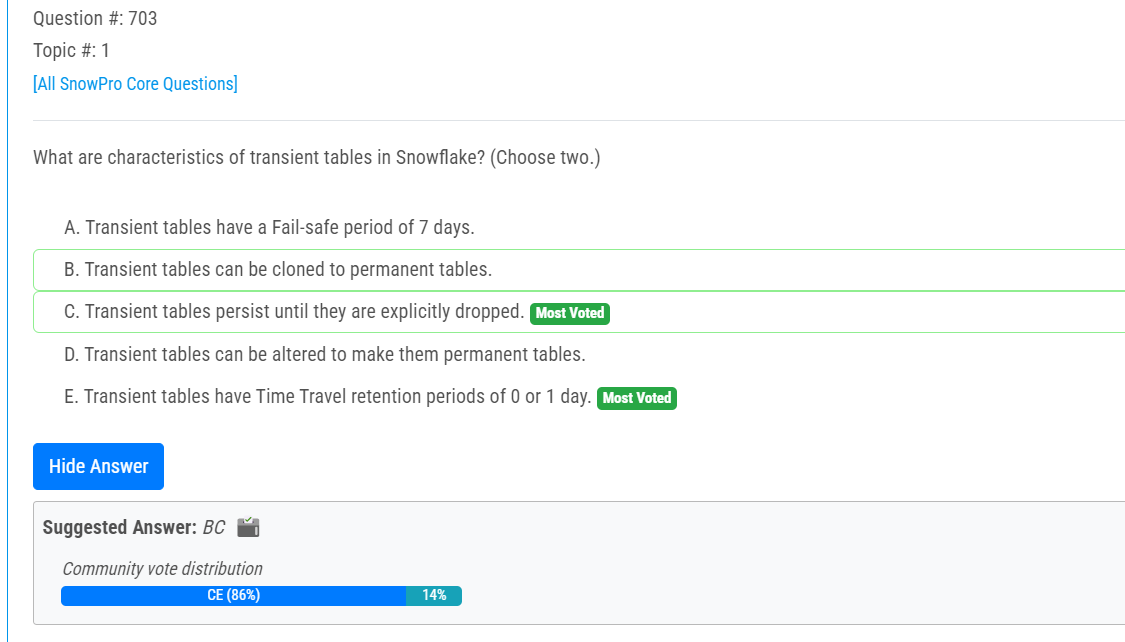 Question #: 703
Topic #: 1
[All SnowPro Core Questions]
What are characteristics of transient tables in Snowflake? (Choose two.)
A. Transient tables have a Fail-safe period of 7 days.
B. Transient tables can be cloned to permanent tables.
C. Transient tables persist until they are explicitly dropped. Most Voted
D. Transient tables can be altered to make them permanent tables.
E. Transient tables have Time Travel retention periods of 0 or 1 day. Most Voted
Hide Answer
Suggested Answer: BC
Community vote distribution
CE (86%) 14%